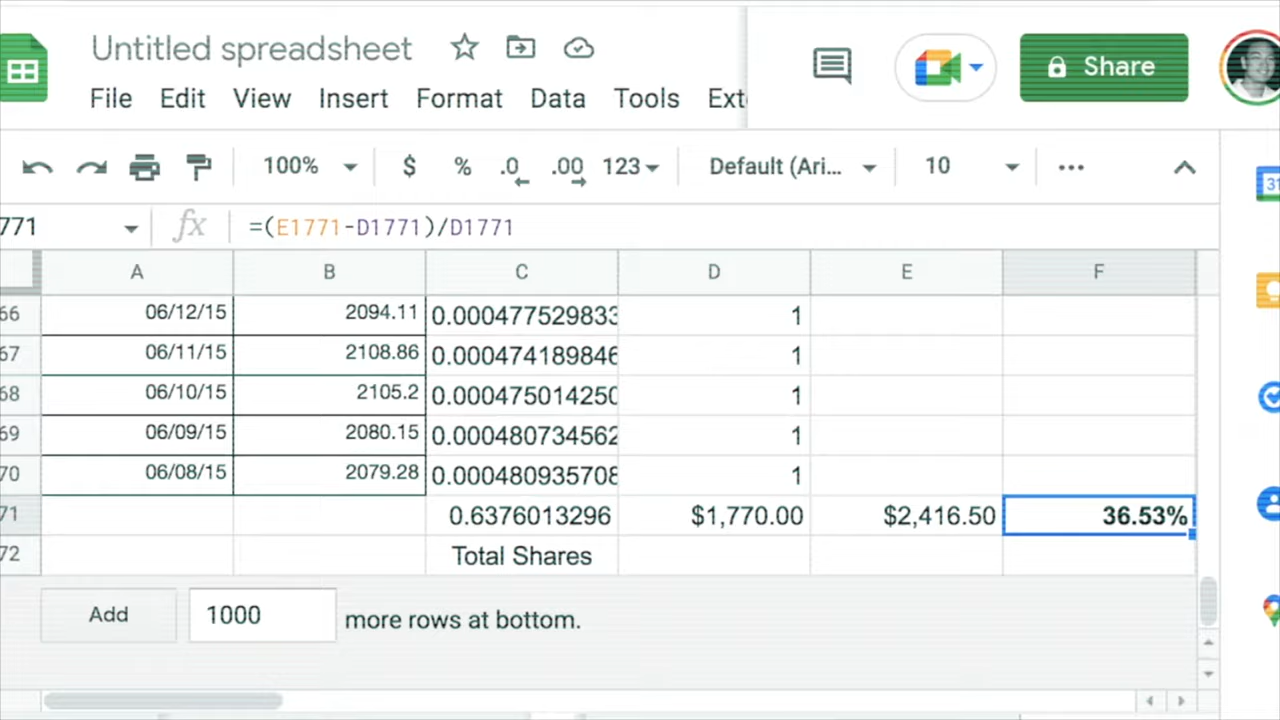 Untitled spreadsheet
Share
File Edit View Insert Format Data Tools Ext
100% $ % .0 .00 123 Default (Ari... 10 ...
771 fx =(E1771-D1771)/D1771
A B C D E F
66 06/12/15 2094.11 0.000477529833 1
67 06/11/15 2108.86 0.000474189846 1
68 06/10/15 2105.2 0.000475014250 1
69 06/09/15 2080.15 0.000480734562 1
70 06/08/15 2079.28 0.000480935708 1
71 0.6376013296 $1,770.00 $2,416.50 36.53%
72 Total Shares
Add 1000 more rows at bottom.
31